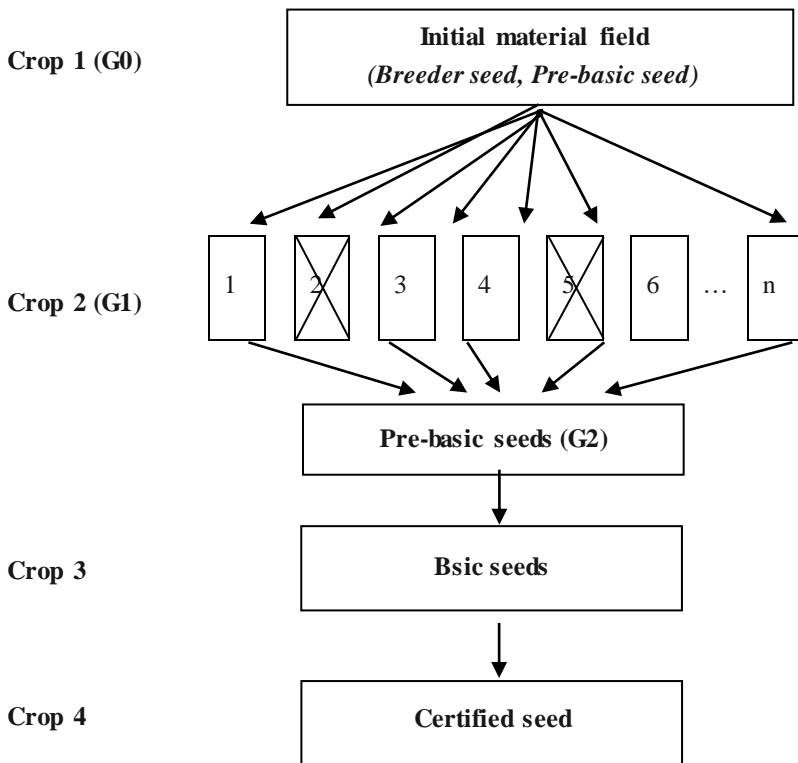 Initial material field
Crop 1 (G0)
(Breeder seed, Pre-basic seed)
Crop 2 (G1)
1 2 3 4 5 6 … n
Pre-basic seeds (G2)
Crop 3
Bsic seeds
Crop 4
Certified seed